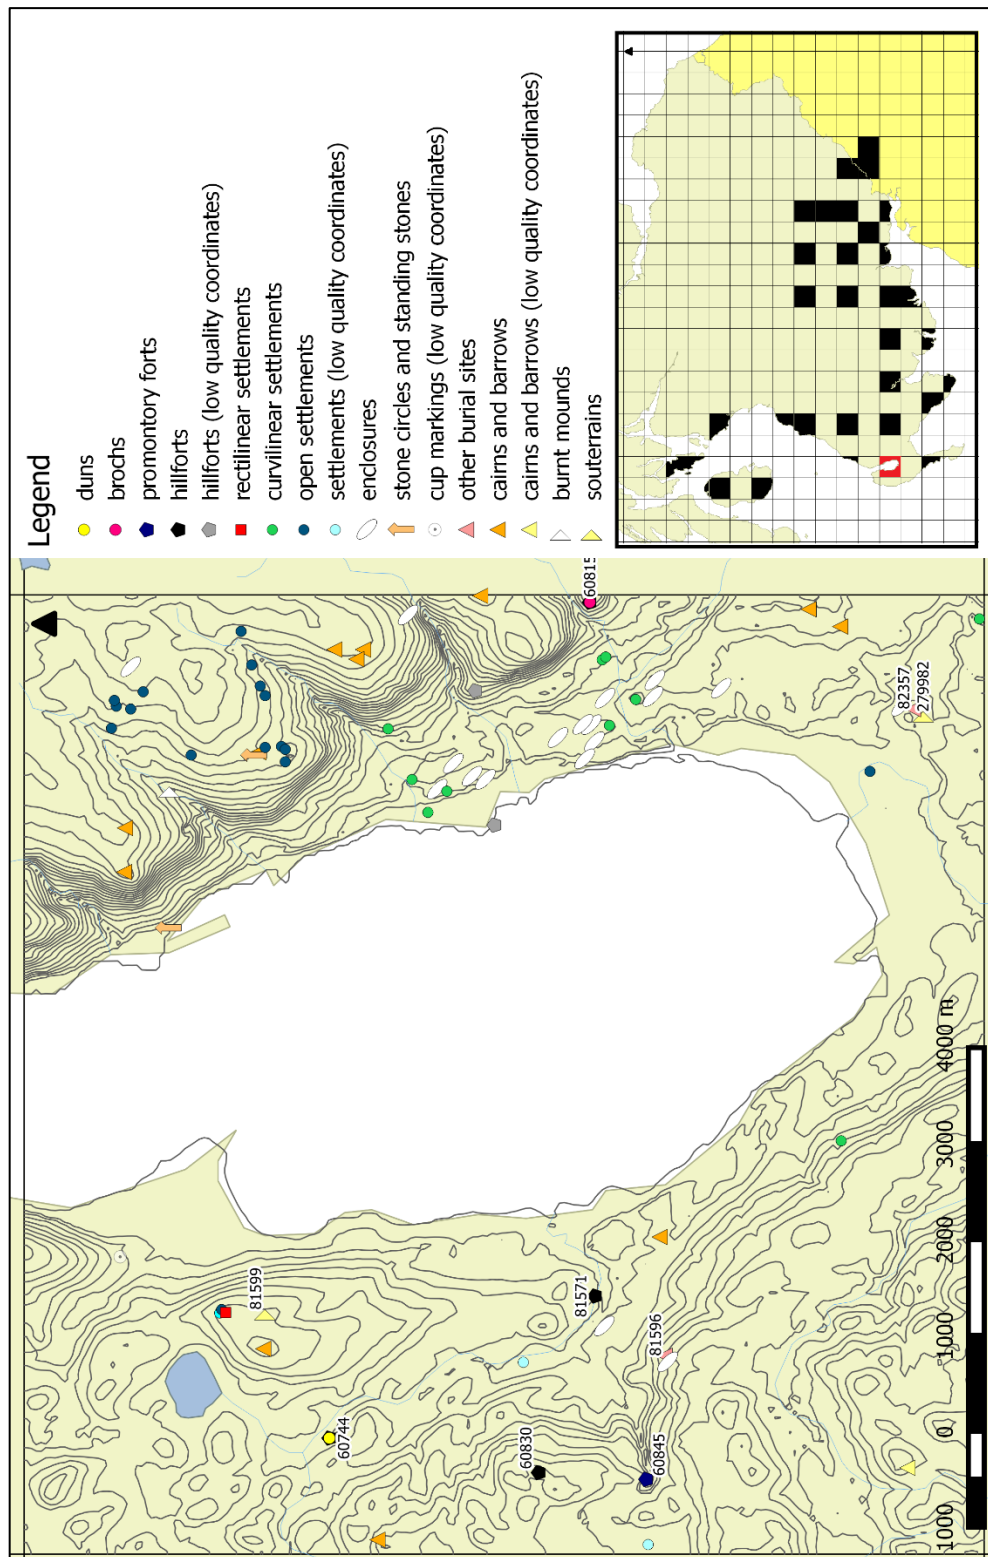 Legend
duns
brochs
promontory forts
hillforts
hillforts (low quality coordinates)
rectilinear settlements
curvilinear settlements
open settlements
settlements (low quality coordinates)
enclosures
stone circles and standing stones
cup markings (low quality coordinates)
other burial sites
cairns and barrows
cairns and barrows (low quality coordinates)
burnt mounds
souterrains
81599
60744
60830
60845
81571
81596
60815
82357
279982
1000 0 1000 2000 3000 4000 m